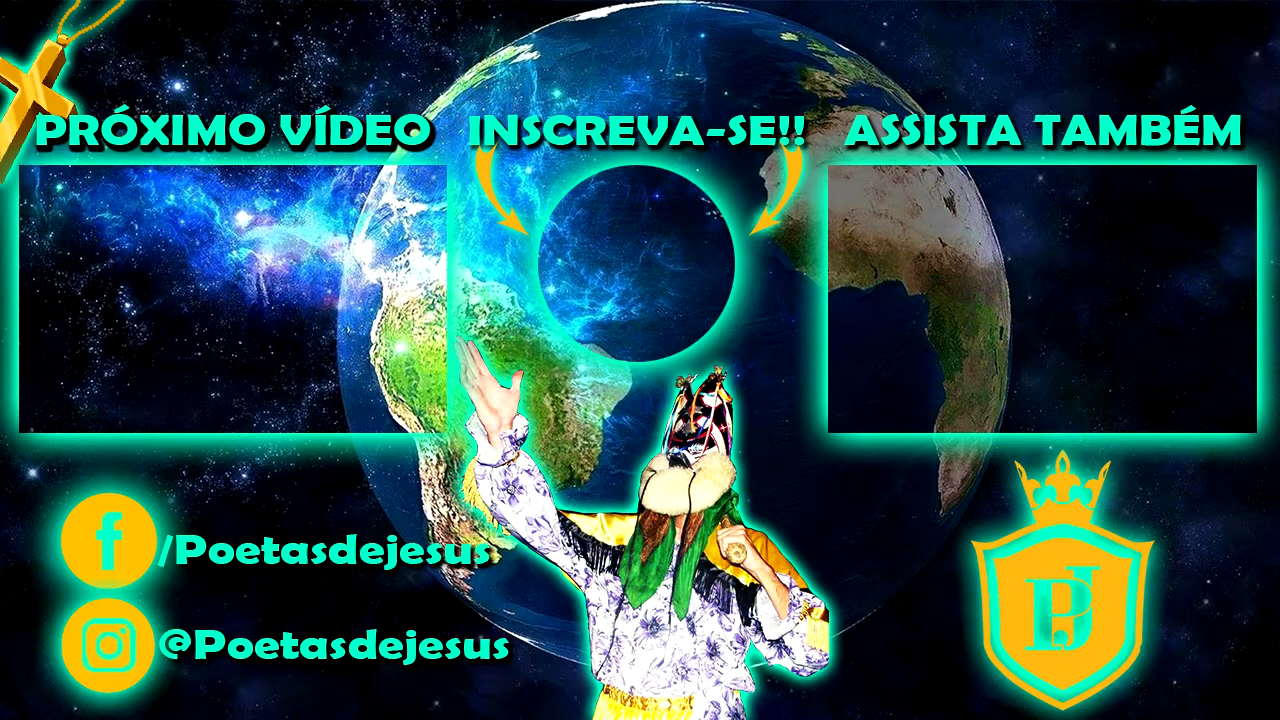 PRÓXIMO VÍDEO
INSCREVA-SE!!
ASSISTA TAMBÉM
/Poetasdejesus
@Poetasdejesus
PJ